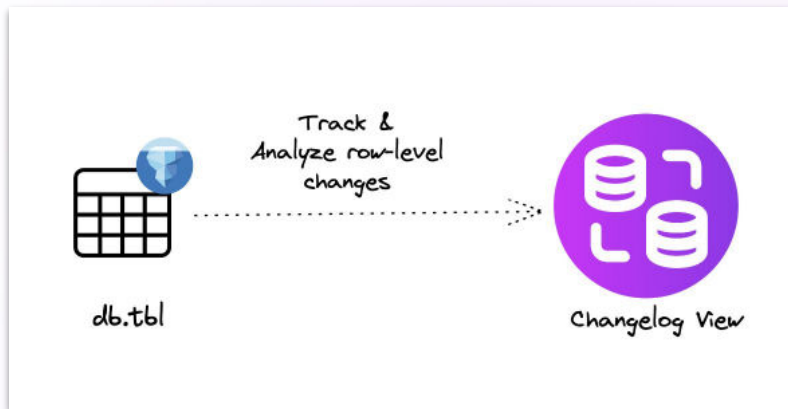 Track &
Analyze row-level
changes
db.tbl
Changelog View